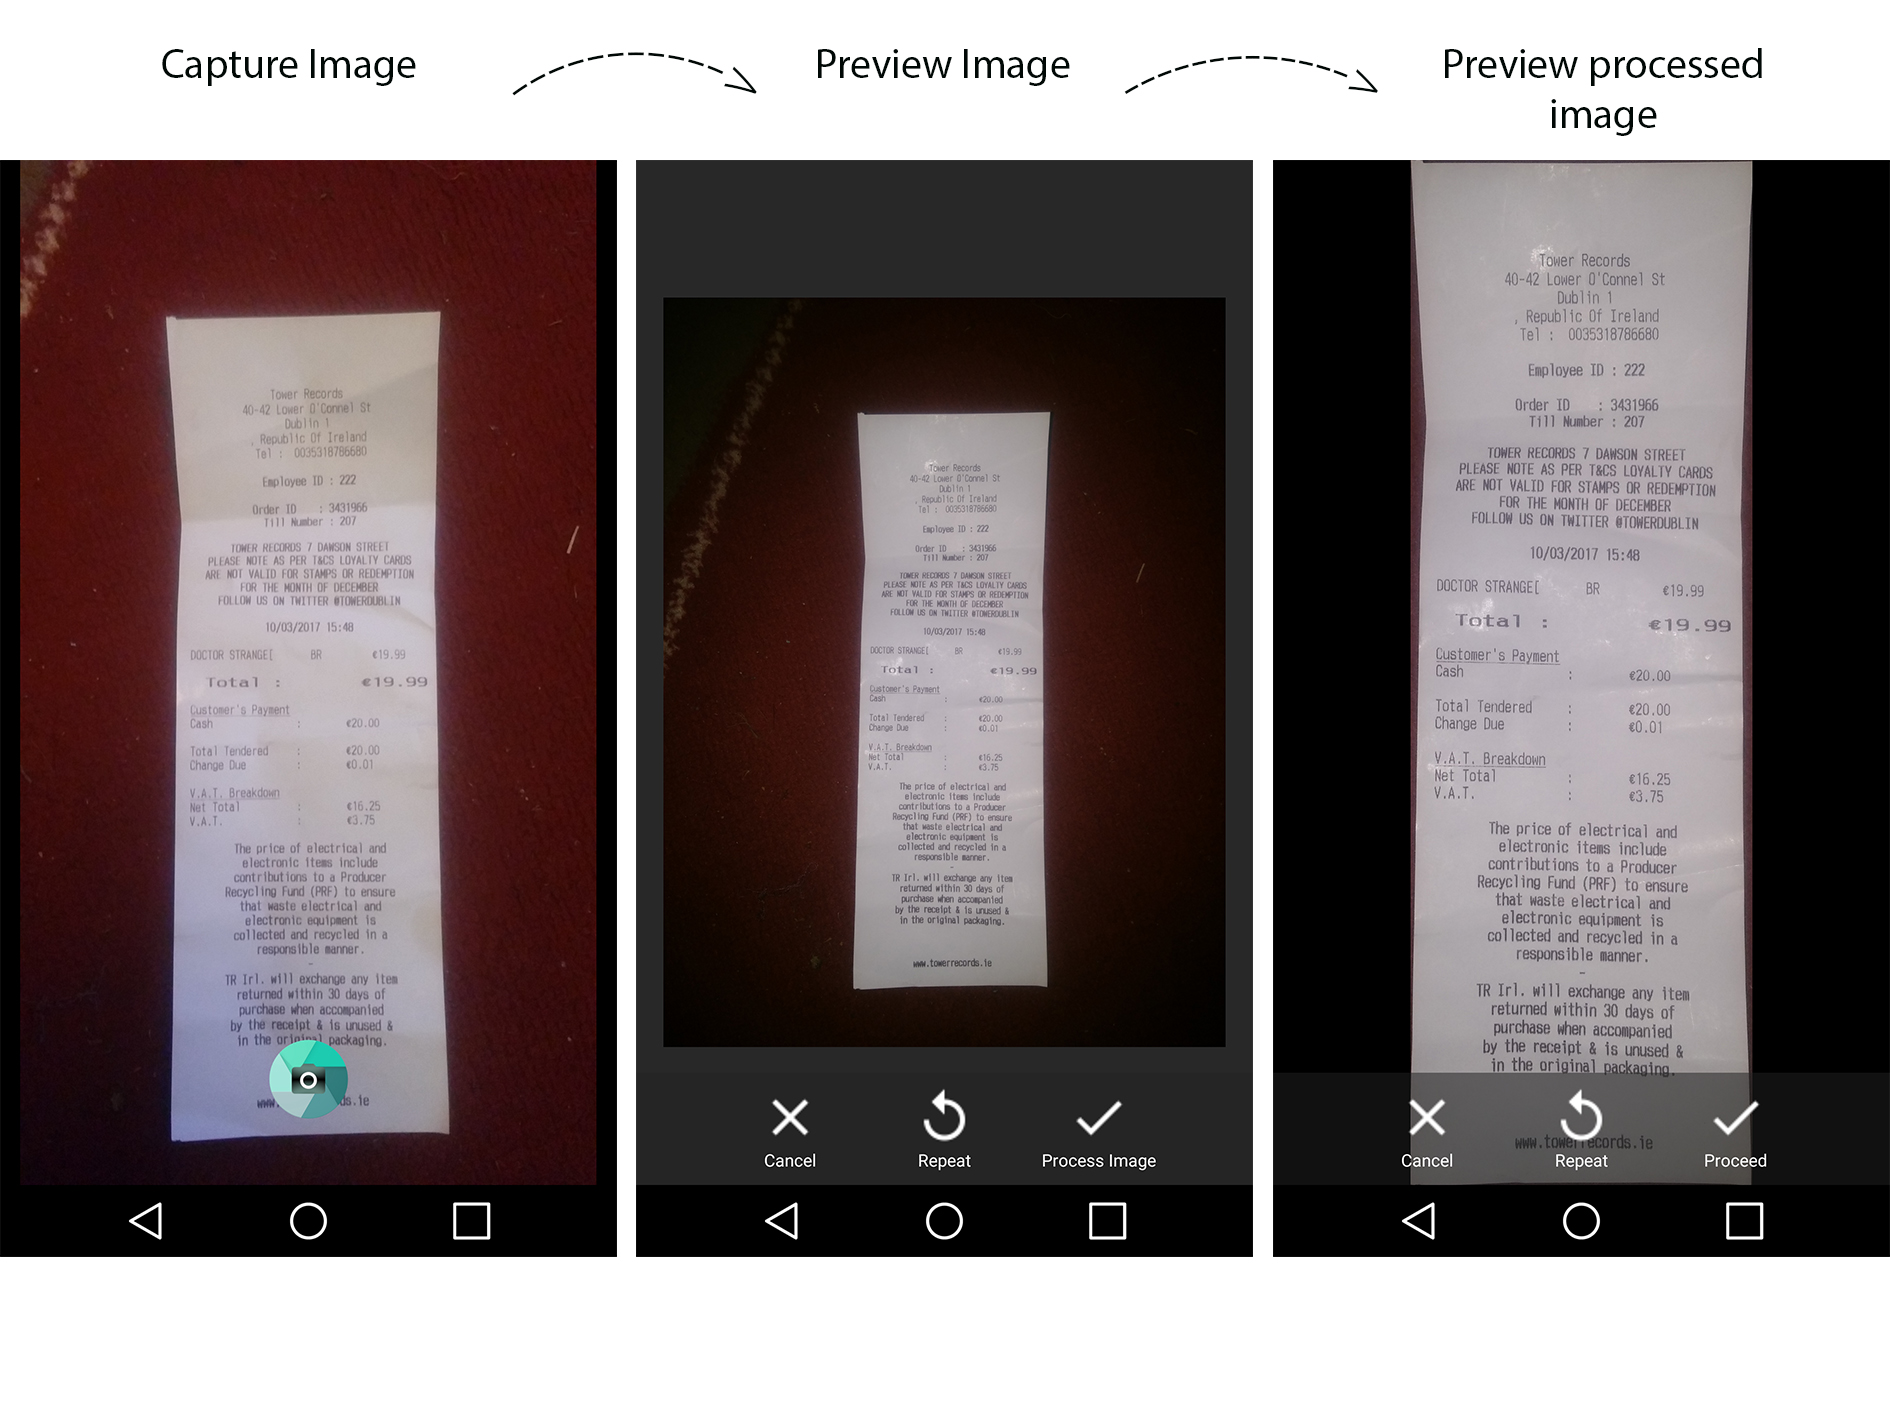 Capture Image
Preview Image
Preview processed
image
Tower Records
40-42 Lower O'Connel St
Dublin 1
, Republic Of Ireland
Tel : 0035318786680
Employee ID : 222
Order ID : 3431966
Till Number : 207
TOWER RECORDS 7 DAWSON STREET
PLEASE NOTE AS PER T&CS LOYALTY CARDS
ARE NOT VALID FOR STAMPS OR REDEMPTION
FOR THE MONTH OF DECEMBER
FOLLOW US ON TWITTER @TOWERDUBLIN
10/03/2017 15:48
DOCTOR STRANGE[ BR €19.99
Total : €19.99
Customer's Payment
Cash : €20.00
Total Tendered : €20.00
Change Due : €0.01
V.A.T. Breakdown
Net Total : €16.25
V.A.T. : €3.75
The price of electrical and
electronic items include
contributions to a Producer
Recycling Fund (PRF) to ensure
that waste electrical and
electronic equipment is
collected and recycled in a
responsible manner.
-
TR Irl. will exchange any item
returned within 30 days of
purchase when accompanied
by the receipt & is unused &
in the original packaging.
Tower Records
40-42 Lower O'Connel St
Dublin 1
, Republic Of Ireland
Tel : 0035318786680
Employee ID : 222
Order ID : 3431966
Till Number : 207
TOWER RECORDS 7 DAWSON STREET
PLEASE NOTE AS PER T&CS LOYALTY CARDS
ARE NOT VALID FOR STAMPS OR REDEMPTION
FOR THE MONTH OF DECEMBER
FOLLOW US ON TWITTER @TOWERDUBLIN
10/03/2017 15:48
DOCTOR STRANGE[ BR €19.99
Total : €19.99
Customer's Payment
Cash : €20.00
Total Tendered : €20.00
Change Due : €0.01
V.A.T. Breakdown
Net Total : €16.25
V.A.T. : €3.75
The price of electrical and
electronic items include
contributions to a Producer
Recycling Fund (PRF) to ensure
that waste electrical and
electronic equipment is
collected and recycled in a
responsible manner.
-
TR Irl. will exchange any item
returned within 30 days of
purchase when accompanied
by the receipt & is unused &
in the original packaging.
www.towerrecords.ie
Cancel Repeat Process Image
Tower Records
40-42 Lower O'Connel St
Dublin 1
, Republic Of Ireland
Tel : 0035318786680
Employee ID : 222
Order ID : 3431966
Till Number : 207
TOWER RECORDS 7 DAWSON STREET
PLEASE NOTE AS PER T&CS LOYALTY CARDS
ARE NOT VALID FOR STAMPS OR REDEMPTION
FOR THE MONTH OF DECEMBER
FOLLOW US ON TWITTER @TOWERDUBLIN
10/03/2017 15:48
DOCTOR STRANGE[ BR €19.99
Total : €19.99
Customer's Payment
Cash : €20.00
Total Tendered : €20.00
Change Due : €0.01
V.A.T. Breakdown
Net Total : €16.25
V.A.T. : €3.75
The price of electrical and
electronic items include
contributions to a Producer
Recycling Fund (PRF) to ensure
that waste electrical and
electronic equipment is
collected and recycled in a
responsible manner.
-
TR Irl. will exchange any item
returned within 30 days of
purchase when accompanied
by the receipt & is unused &
in the original packaging.
www.towerrecords.ie
Cancel Repeat Proceed